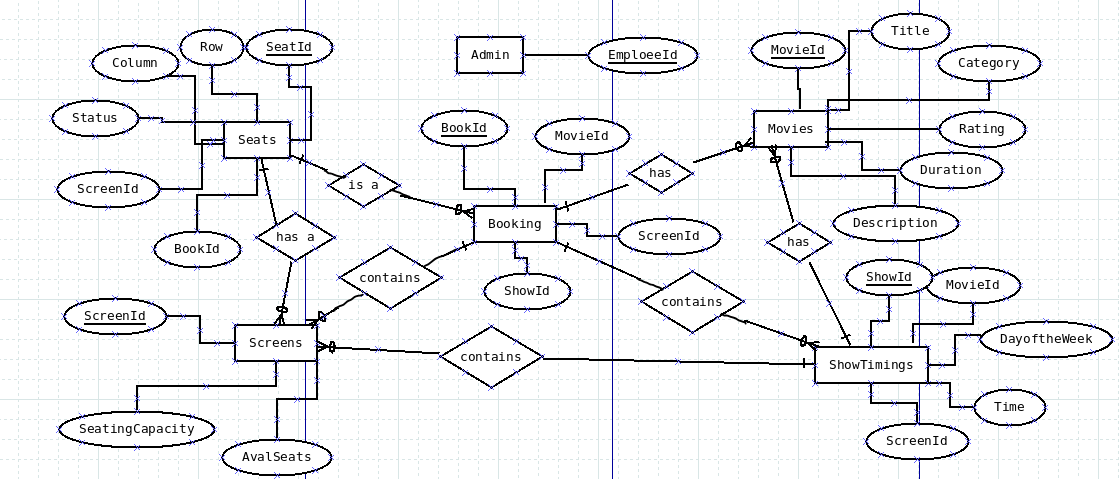 Row
SeatId
Column
Status
Seats
ScreenId
BookId
Admin
EmploeeId
MovieId
Title
Category
Movies
Rating
Duration
Description
BookId
MovieId
is a
has
Booking
ScreenId
has a
contains
ShowId
contains
has
ShowId
MovieId
ScreenId
Screens
contains
ShowTimings
DayoftheWeek
Time
SeatingCapacity
AvalSeats
ScreenId